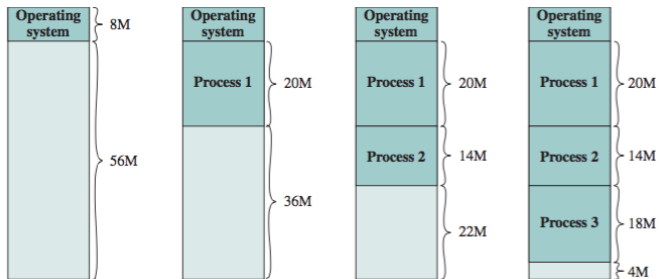 Operating
system
8M
56M
Operating
system
Process 1
20M
36M
Operating
system
Process 1
20M
Process 2
14M
22M
Operating
system
Process 1
20M
Process 2
14M
Process 3
18M
4M